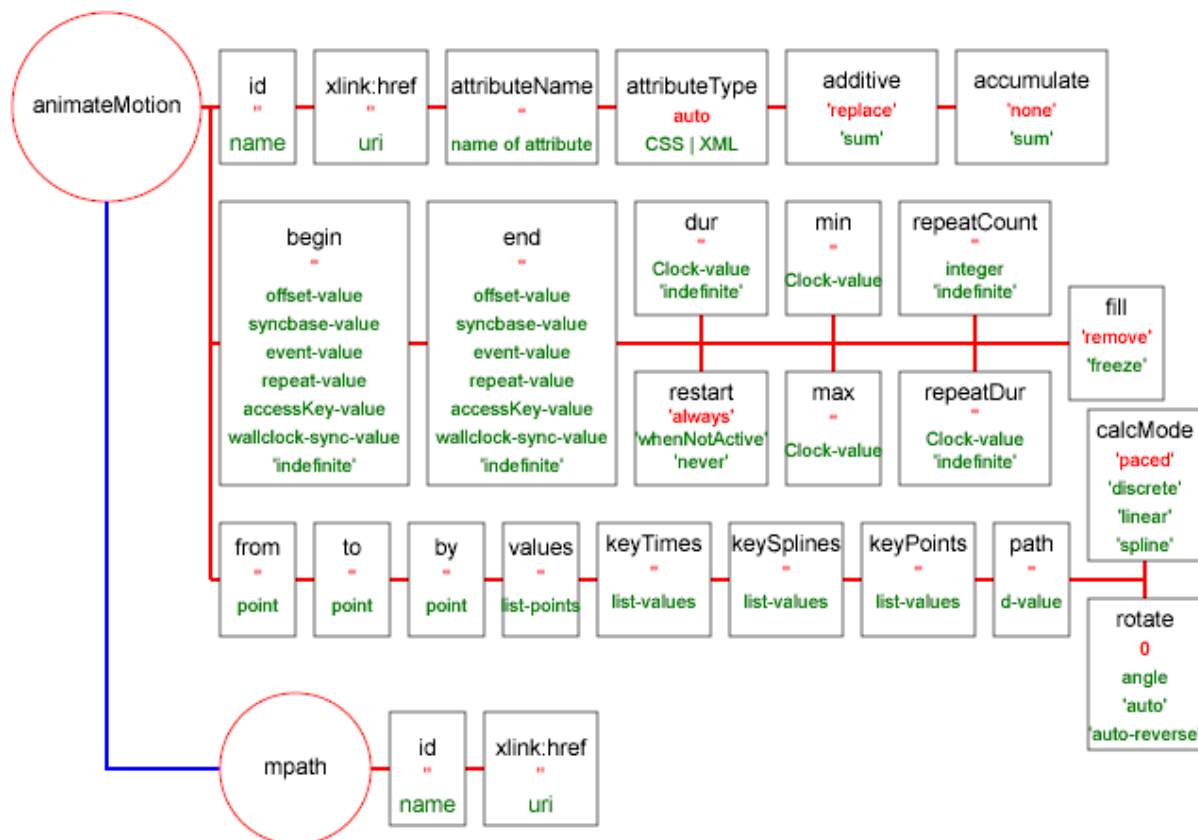 animateMotion
id
"
name
xlink:href
"
uri
attributeName
"
name of attribute
attributeType
auto
CSS | XML
additive
'replace'
'sum'
accumulate
'none'
'sum'
begin
"
offset-value
syncbase-value
event-value
repeat-value
accessKey-value
wallclock-sync-value
'indefinite'
end
"
offset-value
syncbase-value
event-value
repeat-value
accessKey-value
wallclock-sync-value
'indefinite'
dur
"
Clock-value
'indefinite'
min
"
Clock-value
repeatCount
"
integer
'indefinite'
restart
'always'
'whenNotActive'
'never'
max
"
Clock-value
repeatDur
"
Clock-value
'indefinite'
fill
'remove'
'freeze'
from
"
point
to
"
point
by
"
point
values
"
list-points
keyTimes
"
list-values
keySplines
"
list-values
keyPoints
"
list-values
path
"
d-value
calcMode
'paced'
'discrete'
'linear'
'spline'
rotate
0
angle
'auto'
'auto-reverse'
mpath
id
"
name
xlink:href
"
uri